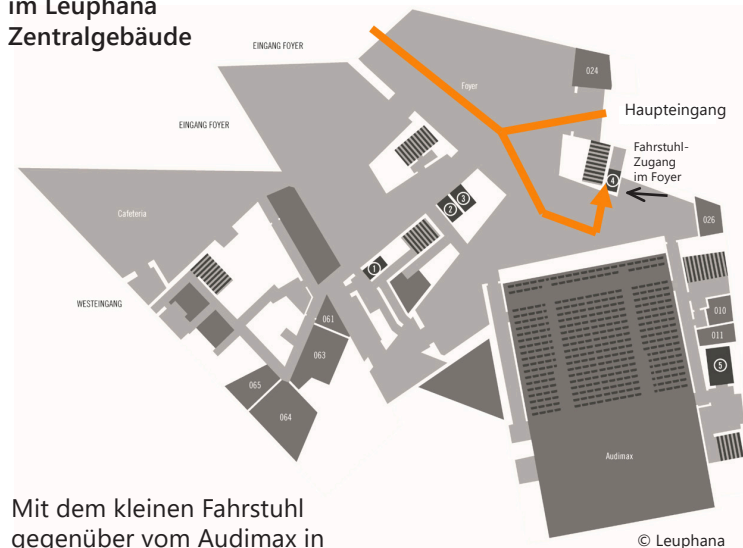 im Leuphana
Zentralgebäude
EINGANG FOYER
024
Foyer
Haupteingang
EINGANG FOYER
Fahrstuhl-
Zugang
im Foyer
4
Cafeteria
3
2
026
1
WESTEINGANG
010
061
011
063
5
065
064
Audimax
Mit dem kleinen Fahrstuhl
gegenüber vom Audimax in
© Leuphana